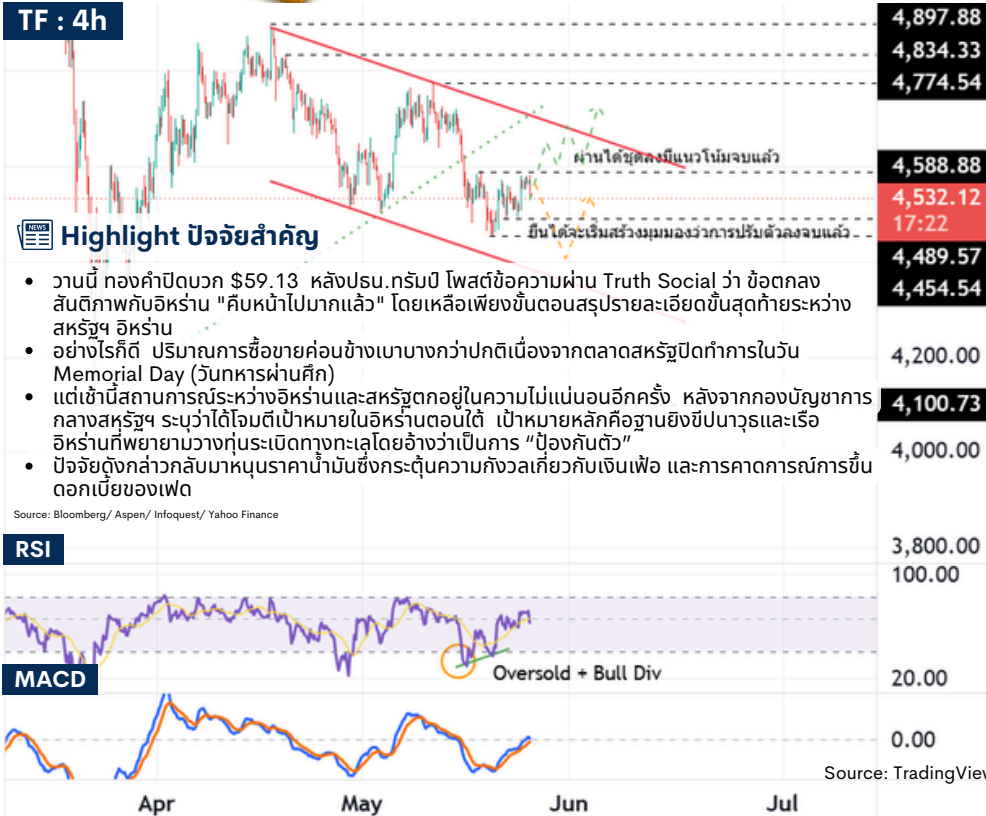 TF : 4h
4,897.88
4,834.33
4,774.54
ผ่านได้ชุดลงมีแนวโน้มจบแล้ว
4,588.88
4,532.12
17:22
ยืนได้จะเริ่มสร้างมุมมองว่าการปรับตัวลงจบแล้ว
4,489.57
4,454.54
NEWS
Highlight ปัจจัยสำคัญ
• วานนี้ ทองคำปิดบวก $59.13 หลังปธน.ทรัมป์ โพสต์ข้อความผ่าน Truth Social ว่า ข้อตกลง
สันติภาพกับอิหร่าน "คืบหน้าไปมากแล้ว" โดยเหลือเพียงขั้นตอนสรุปรายละเอียดขั้นสุดท้ายระหว่าง
สหรัฐฯ อิหร่าน
• อย่างไรก็ดี ปริมาณการซื้อขายค่อนข้างเบาบางกว่าปกติเนื่องจากตลาดสหรัฐปิดทำการในวัน
Memorial Day (วันทหารผ่านศึก)
• แต่เช้านี้สถานการณ์ระหว่างอิหร่านและสหรัฐตกอยู่ในความไม่แน่นอนอีกครั้ง หลังจากกองบัญชาการ
กลางสหรัฐฯ ระบุว่าได้โจมตีเป้าหมายในอิหร่านตอนใต้ เป้าหมายหลักคือฐานยิงขีปนาวุธและเรือ
อิหร่านที่พยายามวางทุ่นระเบิดทางทะเลโดยอ้างว่าเป็นการ “ป้องกันตัว”
• ปัจจัยดังกล่าวกลับมาหนุนราคาน้ำมันซึ่งกระตุ้นความกังวลเกี่ยวกับเงินเฟ้อ และการคาดการณ์การขึ้น
ดอกเบี้ยของเฟด
Source: Bloomberg/ Aspen/ Infoquest/ Yahoo Finance
4,200.00
4,100.73
4,000.00
3,800.00
RSI
100.00
Oversold + Bull Div
20.00
MACD
0.00
Source: TradingView
Apr
May
Jun
Jul